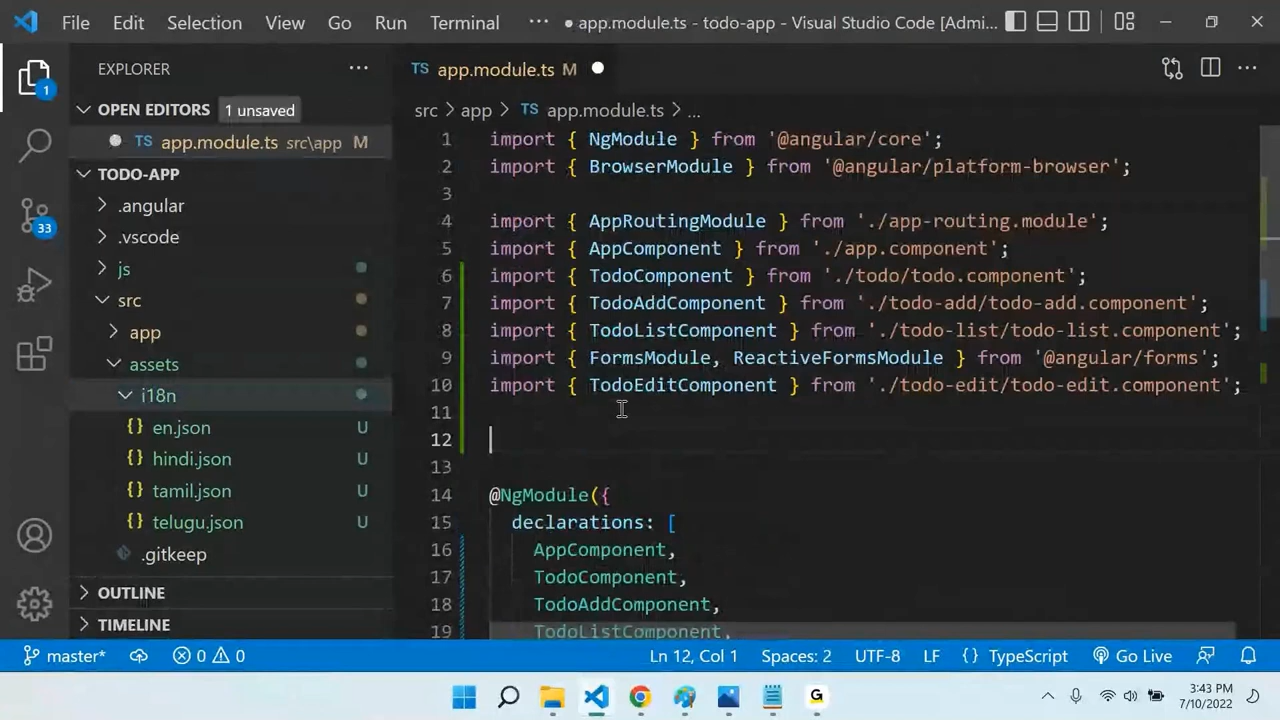 File Edit Selection View Go Run Terminal ··· ● app.module.ts - todo-app - Visual Studio Code [Admi...
EXPLORER ···
TS app.module.ts M ●
OPEN EDITORS 1 unsaved
● TS app.module.ts src\app M
TODO-APP
.angular
.vscode
js
src
app
assets
i18n
{} en.json U
{} hindi.json U
{} tamil.json U
{} telugu.json U
.gitkeep
OUTLINE
TIMELINE
1
33
src > app > TS app.module.ts > ...
1 import { NgModule } from '@angular/core';
2 import { BrowserModule } from '@angular/platform-browser';
3
4 import { AppRoutingModule } from './app-routing.module';
5 import { AppComponent } from './app.component';
6 import { TodoComponent } from './todo/todo.component';
7 import { TodoAddComponent } from './todo-add/todo-add.component';
8 import { TodoListComponent } from './todo-list/todo-list.component';
9 import { FormsModule, ReactiveFormsModule } from '@angular/forms';
10 import { TodoEditComponent } from './todo-edit/todo-edit.component';
11
12
13
14 @NgModule({
15 declarations: [
16 AppComponent,
17 TodoComponent,
18 TodoAddComponent,
19 TodoListComponent,
master* 0 0 Ln 12, Col 1 Spaces: 2 UTF-8 LF {} TypeScript Go Live
G
3:43 PM
7/10/2022